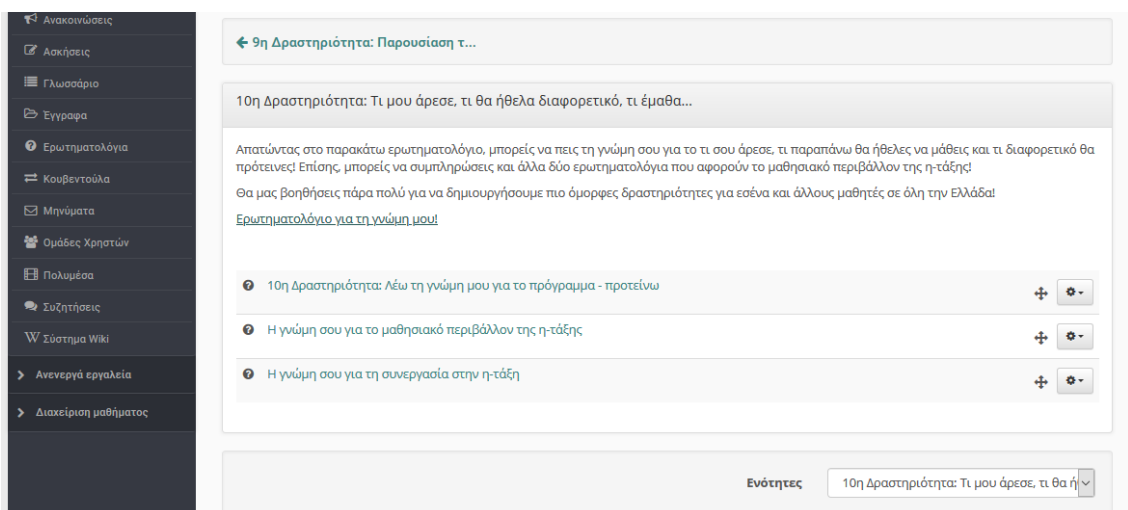 Ανακοινώσεις
Ασκήσεις
Γλωσσάριο
Έγγραφα
Ερωτηματολόγια
Κουβεντούλα
Μηνύματα
Ομάδες Χρηστών
Πολυμέσα
Συζητήσεις
Σύστημα Wiki
Ανενεργά εργαλεία
Διαχείριση μαθήματος
9η Δραστηριότητα: Παρουσίαση τ...
10η Δραστηριότητα: Τι μου άρεσε, τι θα ήθελα διαφορετικό, τι έμαθα...
Απατώντας στο παρακάτω ερωτηματολόγιο, μπορείς να πεις τη γνώμη σου για το τι σου άρεσε, τι παραπάνω θα ήθελες να μάθεις και τι διαφορετικό θα
πρότεινες! Επίσης, μπορείς να συμπληρώσεις και άλλα δύο ερωτηματολόγια που αφορούν το μαθησιακό περιβάλλον της η-τάξης!
Θα μας βοηθήσεις πάρα πολύ για να δημιουργήσουμε πιο όμορφες δραστηριότητες για εσένα και άλλους μαθητές σε όλη την Ελλάδα!
Ερωτηματολόγιο για τη γνώμη μου!
10η Δραστηριότητα: Λέω τη γνώμη μου για το πρόγραμμα - προτείνω
Η γνώμη σου για το μαθησιακό περιβάλλον της η-τάξης
Η γνώμη σου για τη συνεργασία στην η-τάξη
Ενότητες 10η Δραστηριότητα: Τι μου άρεσε, τι θα ή